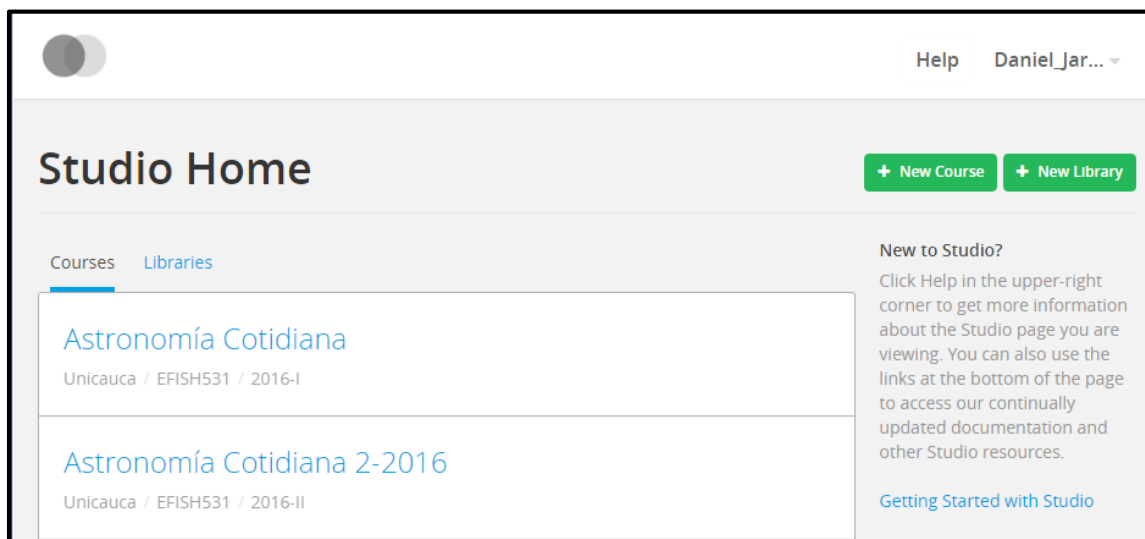 Help Daniel_Jar...
Studio Home
+ New Course + New Library
Courses Libraries
Astronomía Cotidiana
Unicauca / EFISH531 / 2016-I
Astronomía Cotidiana 2-2016
Unicauca / EFISH531 / 2016-II
New to Studio?
Click Help in the upper-right
corner to get more information
about the Studio page you are
viewing. You can also use the
links at the bottom of the page
to access our continually
updated documentation and
other Studio resources.
Getting Started with Studio